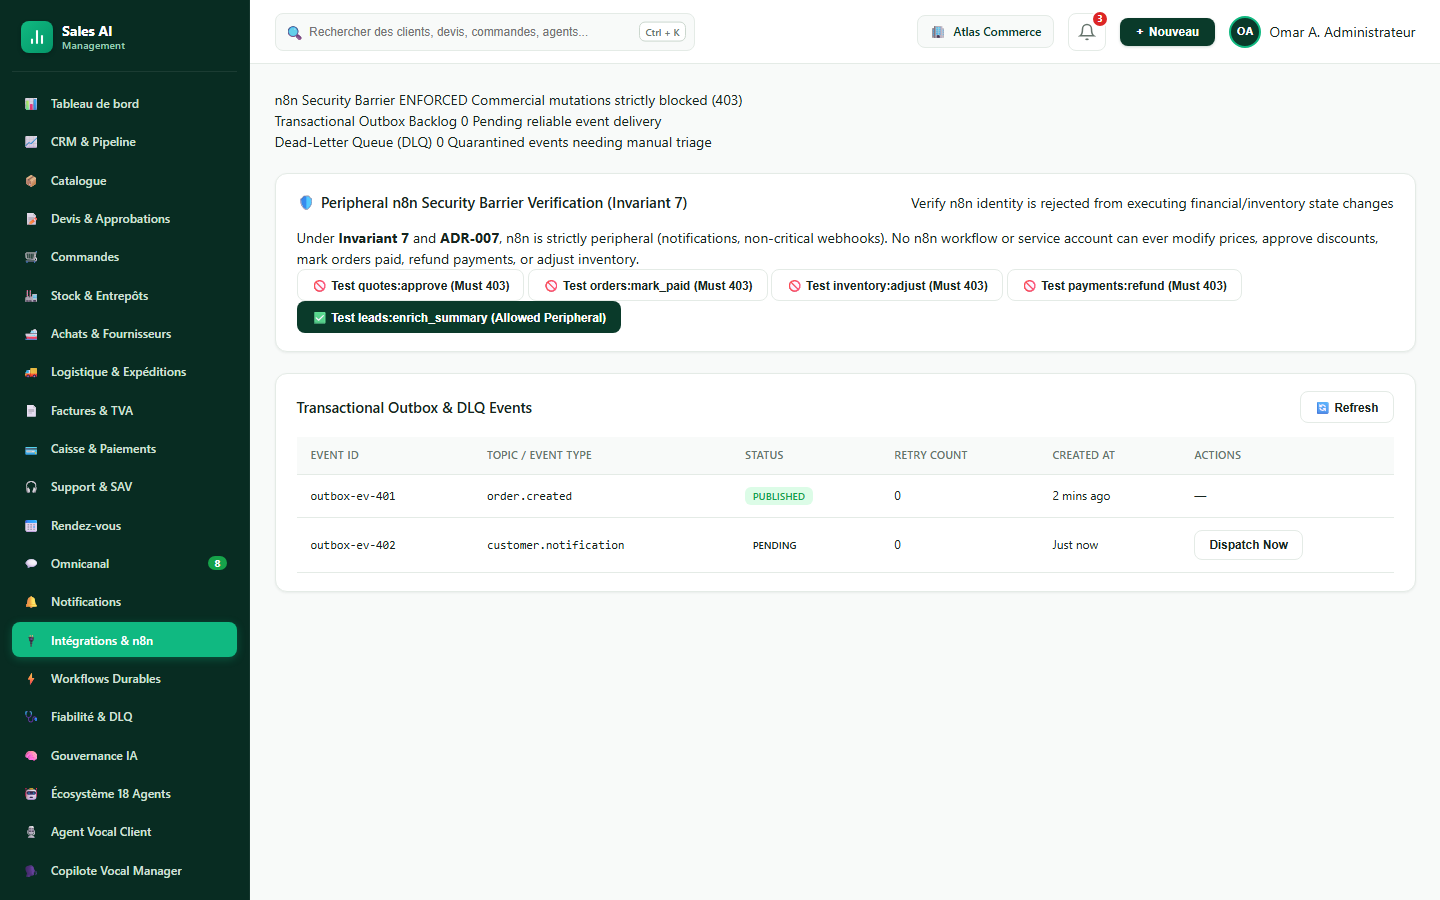 Sales AI
Management
Tableau de bord
CRM & Pipeline
Catalogue
Devis & Approbations
Commandes
Stock & Entrepôts
Achats & Fournisseurs
Logistique & Expéditions
Factures & TVA
Caisse & Paiements
Support & SAV
Rendez-vous
Omnicanal 8
Notifications
Intégrations & n8n
Workflows Durables
Fiabilité & DLQ
Gouvernance IA
Écosystème 18 Agents
Agent Vocal Client
Copilote Vocal Manager
Rechercher des clients, devis, commandes, agents... Ctrl + K
Atlas Commerce
3
+ Nouveau
OA
Omar A. Administrateur
n8n Security Barrier ENFORCED Commercial mutations strictly blocked (403)
Transactional Outbox Backlog 0 Pending reliable event delivery
Dead-Letter Queue (DLQ) 0 Quarantined events needing manual triage
Peripheral n8n Security Barrier Verification (Invariant 7)
Verify n8n identity is rejected from executing financial/inventory state changes
Under Invariant 7 and ADR-007, n8n is strictly peripheral (notifications, non-critical webhooks). No n8n workflow or service account can ever modify prices, approve discounts,
mark orders paid, refund payments, or adjust inventory.
Test quotes:approve (Must 403) Test orders:mark_paid (Must 403) Test inventory:adjust (Must 403) Test payments:refund (Must 403)
Test leads:enrich_summary (Allowed Peripheral)
Transactional Outbox & DLQ Events
Refresh
EVENT ID TOPIC / EVENT TYPE STATUS RETRY COUNT CREATED AT ACTIONS
outbox-ev-401 order.created PUBLISHED 0 2 mins ago —
outbox-ev-402 customer.notification PENDING 0 Just now Dispatch Now